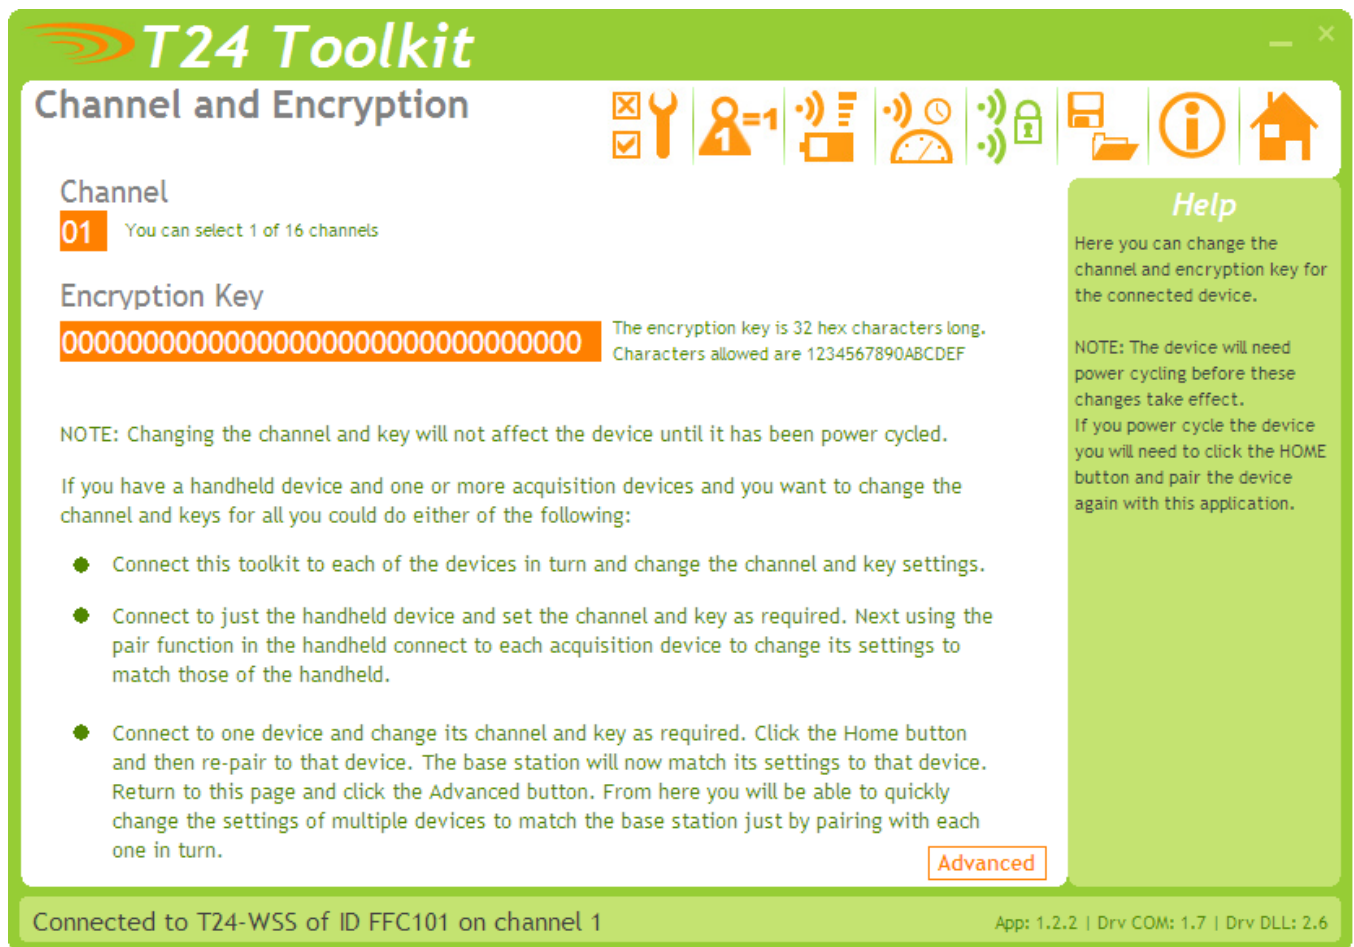 T24 Toolkit
Channel and Encryption
1
=1
1
Channel
01
You can select 1 of 16 channels
Encryption Key
00000000000000000000000000000000
The encryption key is 32 hex characters long.
Characters allowed are 1234567890ABCDEF
NOTE: Changing the channel and key will not affect the device until it has been power cycled.
If you have a handheld device and one or more acquisition devices and you want to change the
channel and keys for all you could do either of the following:
Connect this toolkit to each of the devices in turn and change the channel and key settings.
Connect to just the handheld device and set the channel and key as required. Next using the
pair function in the handheld connect to each acquisition device to change its settings to
match those of the handheld.
Connect to one device and change its channel and key as required. Click the Home button
and then re-pair to that device. The base station will now match its settings to that device.
Return to this page and click the Advanced button. From here you will be able to quickly
change the settings of multiple devices to match the base station just by pairing with each
one in turn.
Advanced
Help
Here you can change the
channel and encryption key for
the connected device.
NOTE: The device will need
power cycling before these
changes take effect.
If you power cycle the device
you will need to click the HOME
button and pair the device
again with this application.
Connected to T24-WSS of ID FFC101 on channel 1
App: 1.2.2 | Drv COM: 1.7 | Drv DLL: 2.6